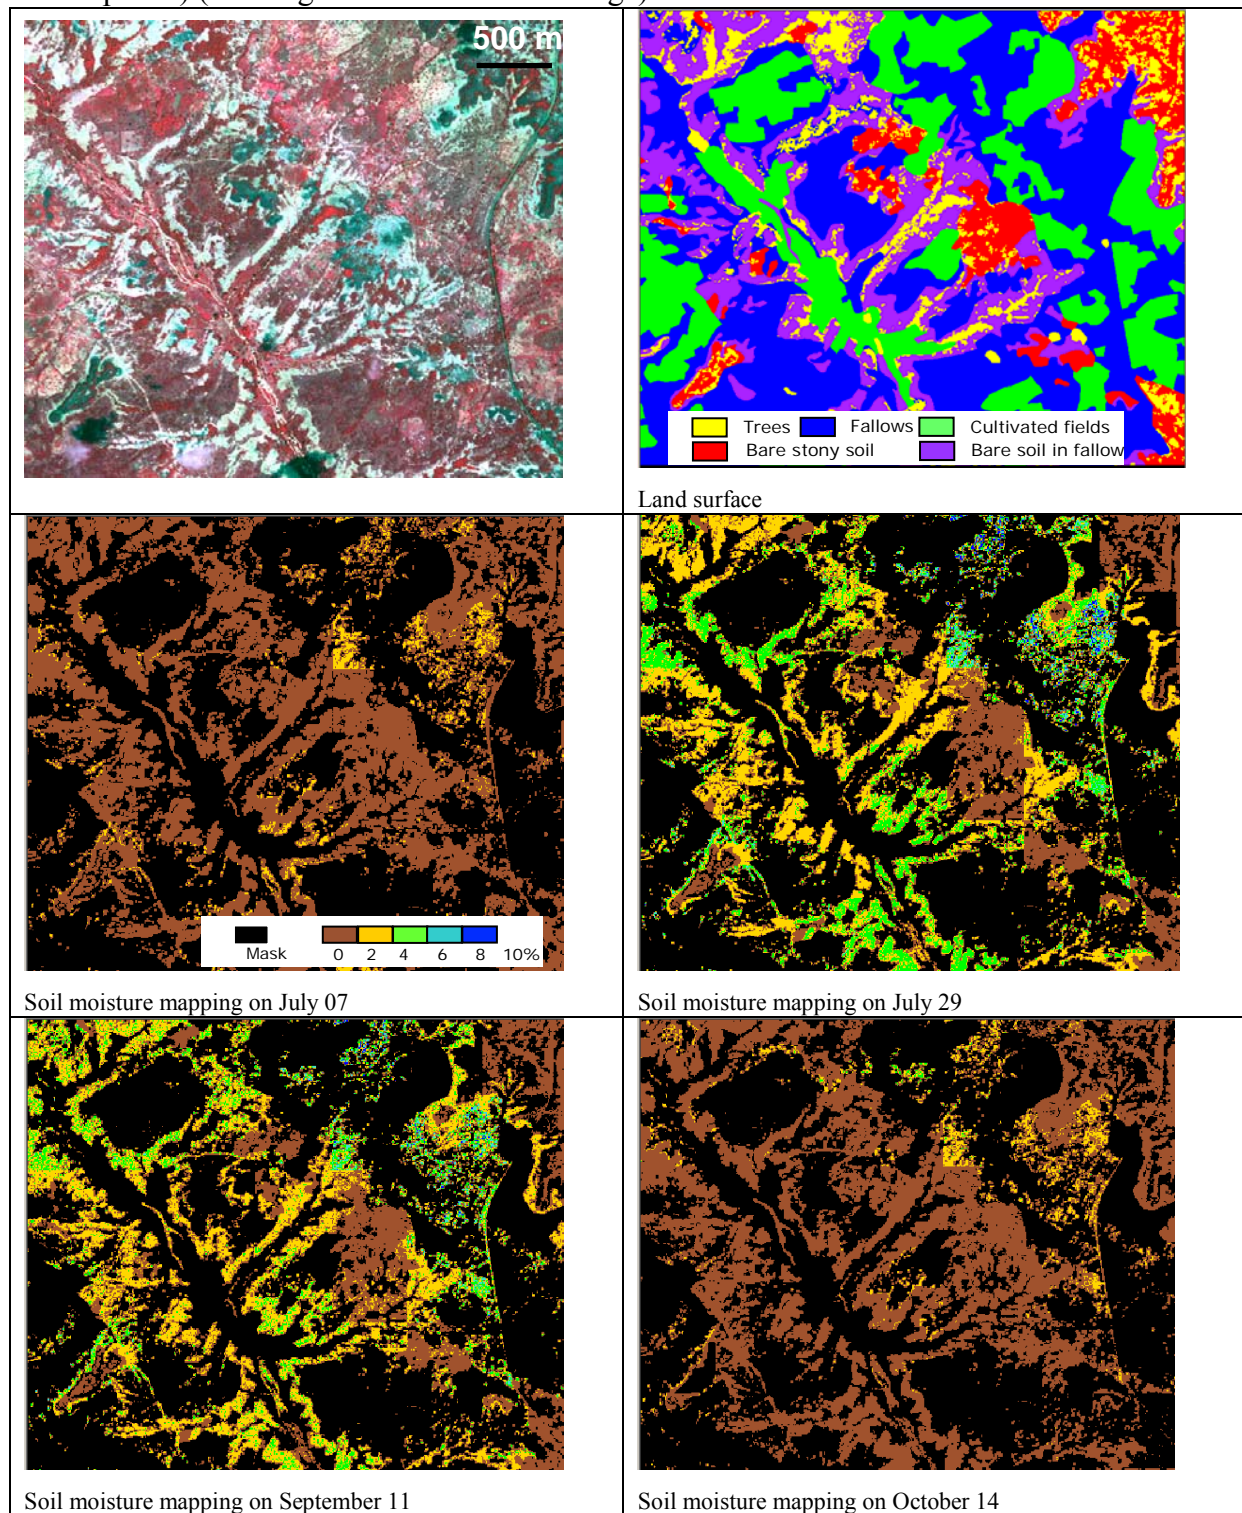 500 m
Trees Fallows Cultivated fields
Bare stony soil Bare soil in fallow
Land surface
Mask 0 2 4 6 8 10%
Soil moisture mapping on July 07
Soil moisture mapping on July 29
Soil moisture mapping on September 11
Soil moisture mapping on October 14